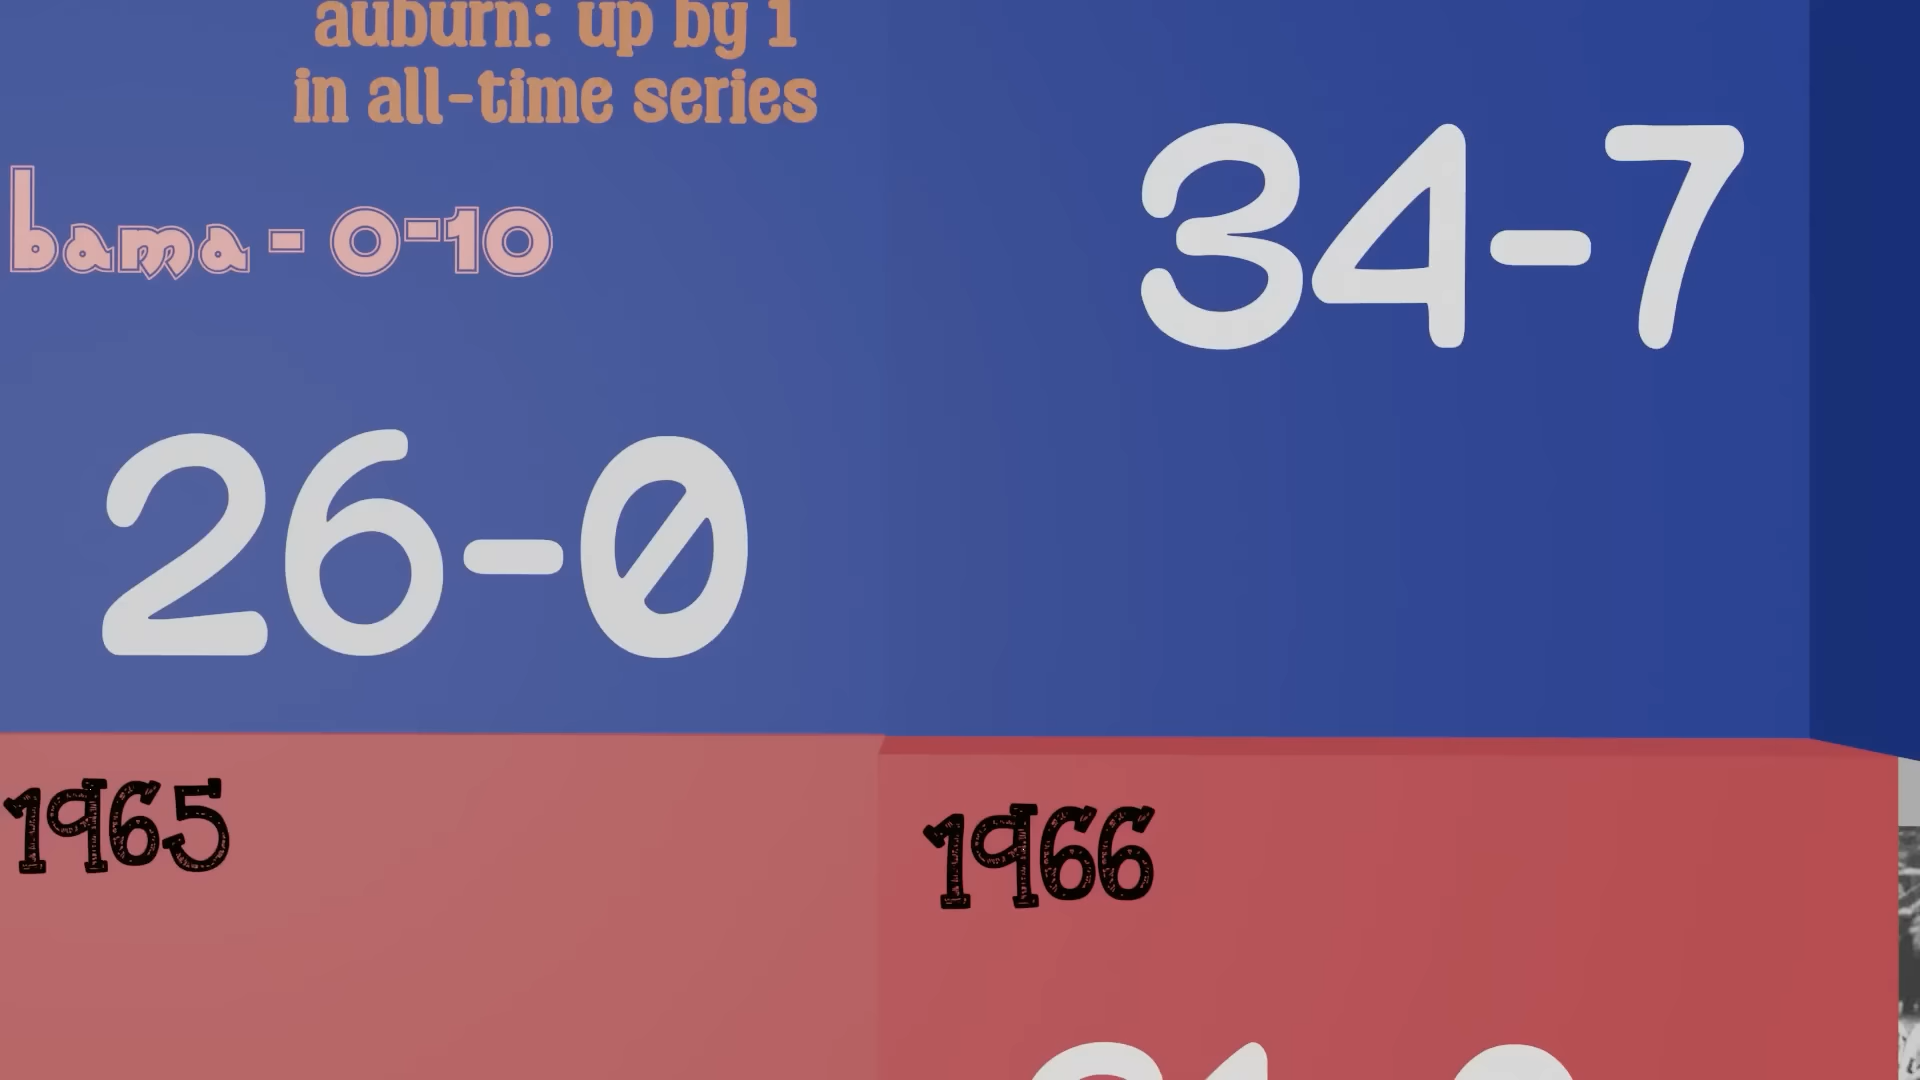 auburn: up by 1
in all-time series
bama - 0-10
34-7
26-0
1965
1966